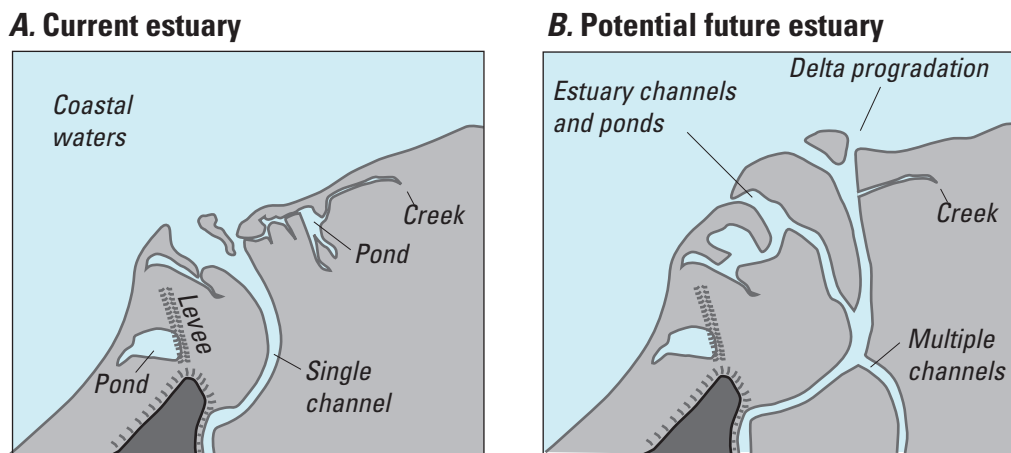 A. Current estuary
Coastal
waters
Creek
Pond
Levee
Pond
Single
channel
B. Potential future estuary
Delta progradation
Estuary channels
and ponds
Creek
Multiple
channels